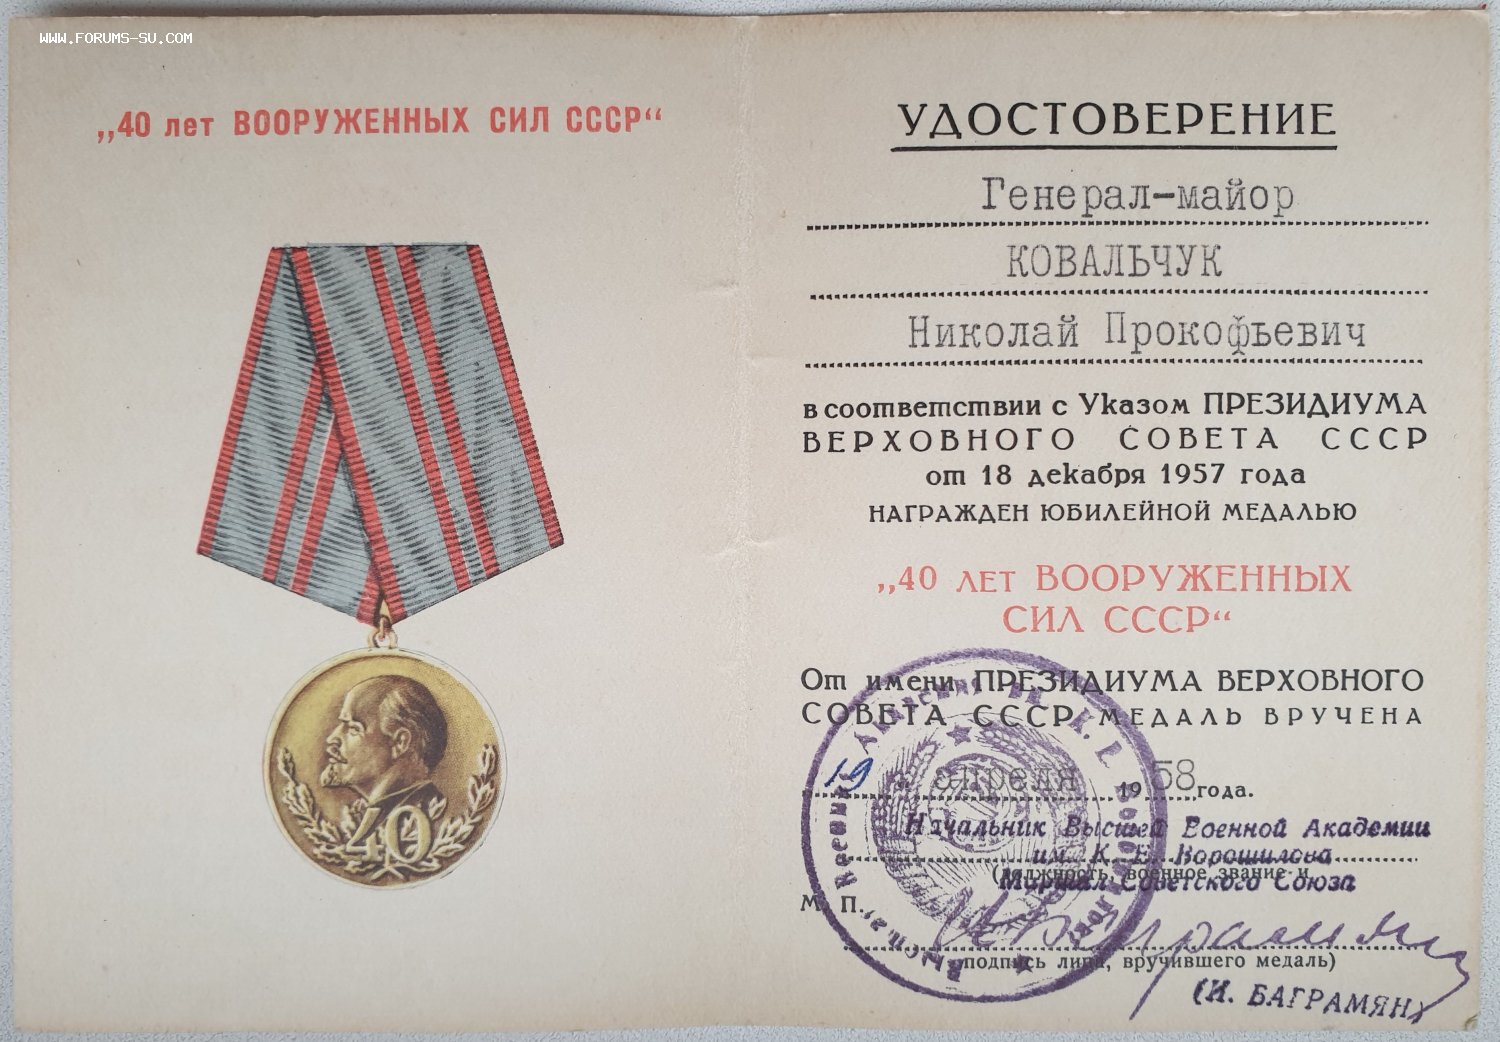 WWW.FORUMS-SU.COM
„40 лет ВООРУЖЕННЫХ СИЛ СССР“
40
УДОСТОВЕРЕНИЕ
Генерал-майор
КОВАЛЬЧУК
Николай Прокофьевич
в соответствии с Указом ПРЕЗИДИУМА
ВЕРХОВНОГО СОВЕТА СССР
от 18 декабря 1957 года
НАГРАЖДЕН ЮБИЛЕЙНОЙ МЕДАЛЬЮ
„40 ЛЕТ ВООРУЖЕННЫХ
СИЛ СССР“
От имени ПРЕЗИДИУМА ВЕРХОВНОГО
СОВЕТА СССР МЕДАЛЬ ВРУЧЕНА
19 апреля 1958 года.
Начальник Высшей Военной Академии
им. К. Е. Ворошилова
(должность, военное звание и
Маршал Советского Союза
М. П.
подпись лица, вручившего медаль)
(И. БАГРАМЯН)